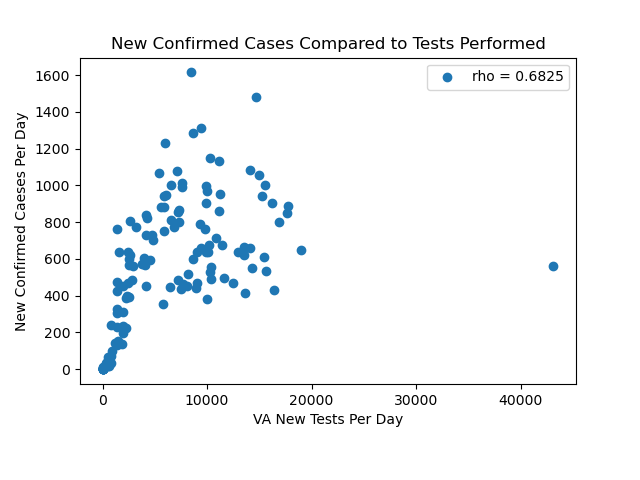 New Confirmed Cases Compared to Tests Performed
rho = 0.6825
New Confirmed Caeses Per Day
1600
1400
1200
1000
800
600
400
200
0
0 10000 20000 30000 40000
VA New Tests Per Day